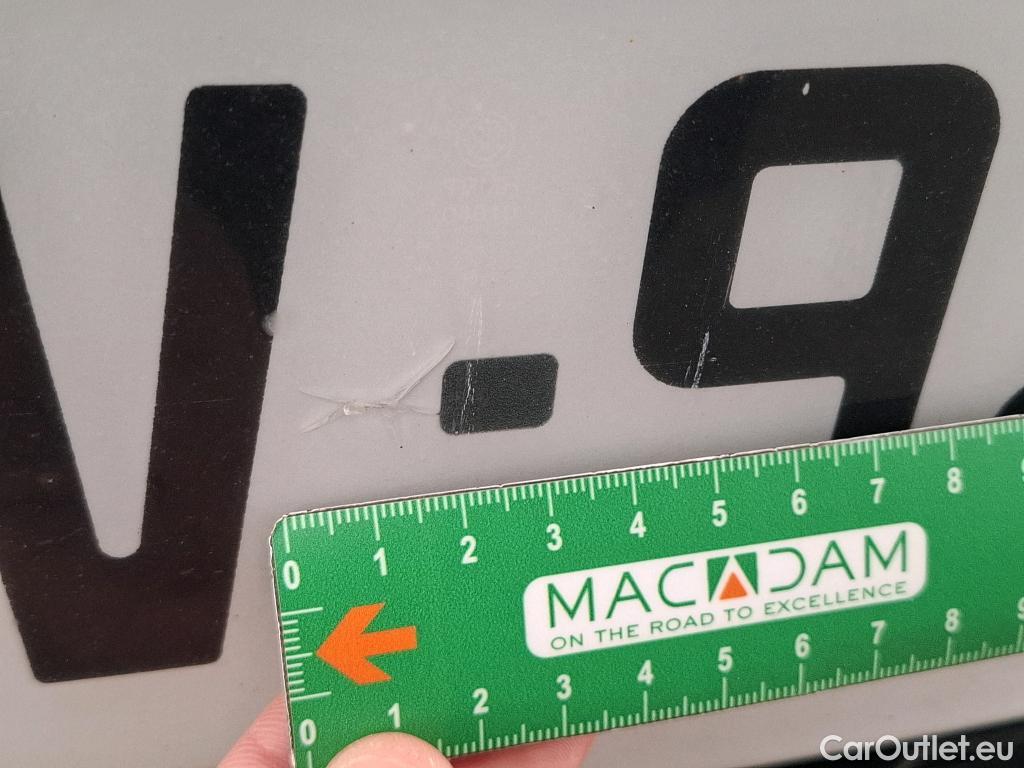 V-9
0 1 2 3 4 5 6 7 8 9
MACADAM
ON THE ROAD TO EXCELLENCE
0 1 2 3 4 5 6 7 8 9
CarOutlet.eu